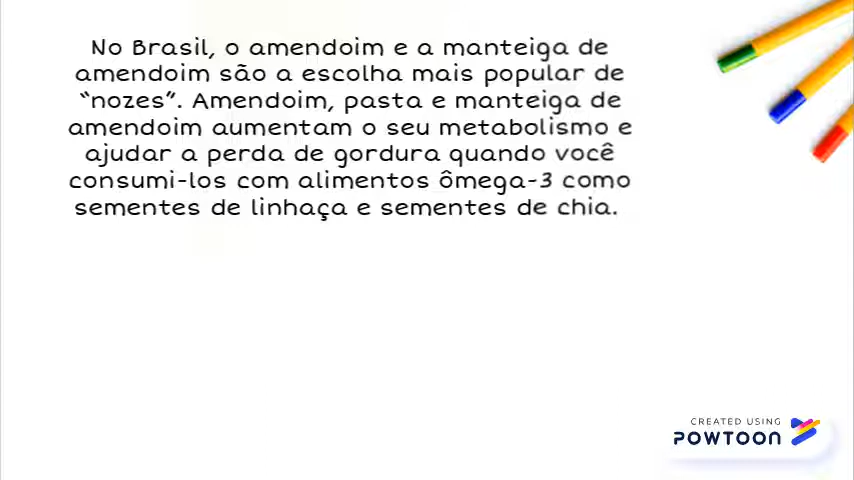 No Brasil, o amendoim e a manteiga de
amendoim são a escolha mais popular de
“nozes”. Amendoim, pasta e manteiga de
amendoim aumentam o seu metabolismo e
ajudar a perda de gordura quando você
consumi-los com alimentos ômega-3 como
sementes de linhaça e sementes de chia.
CREATED USING
POWTOON